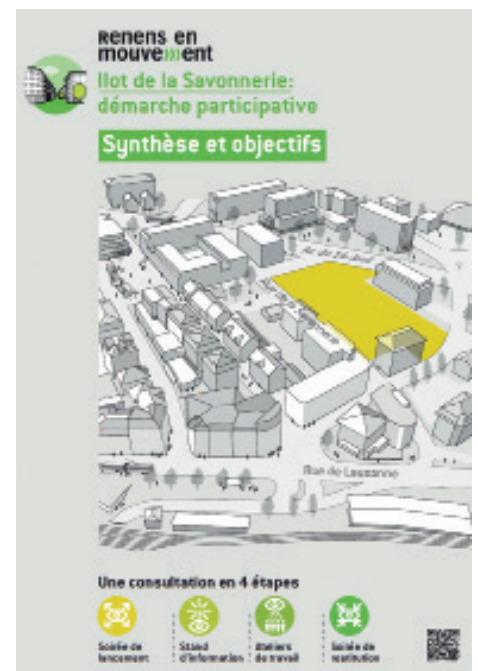 Renens en
mouvement
Ilot de la Savonnerie:
démarche participative
Synthèse et objectifs
Rue de Lausanne
Une consultation en 4 étapes
Soirée de
lancement
Stand
d'information
Ateliers
de travail
Soirée de
restitution